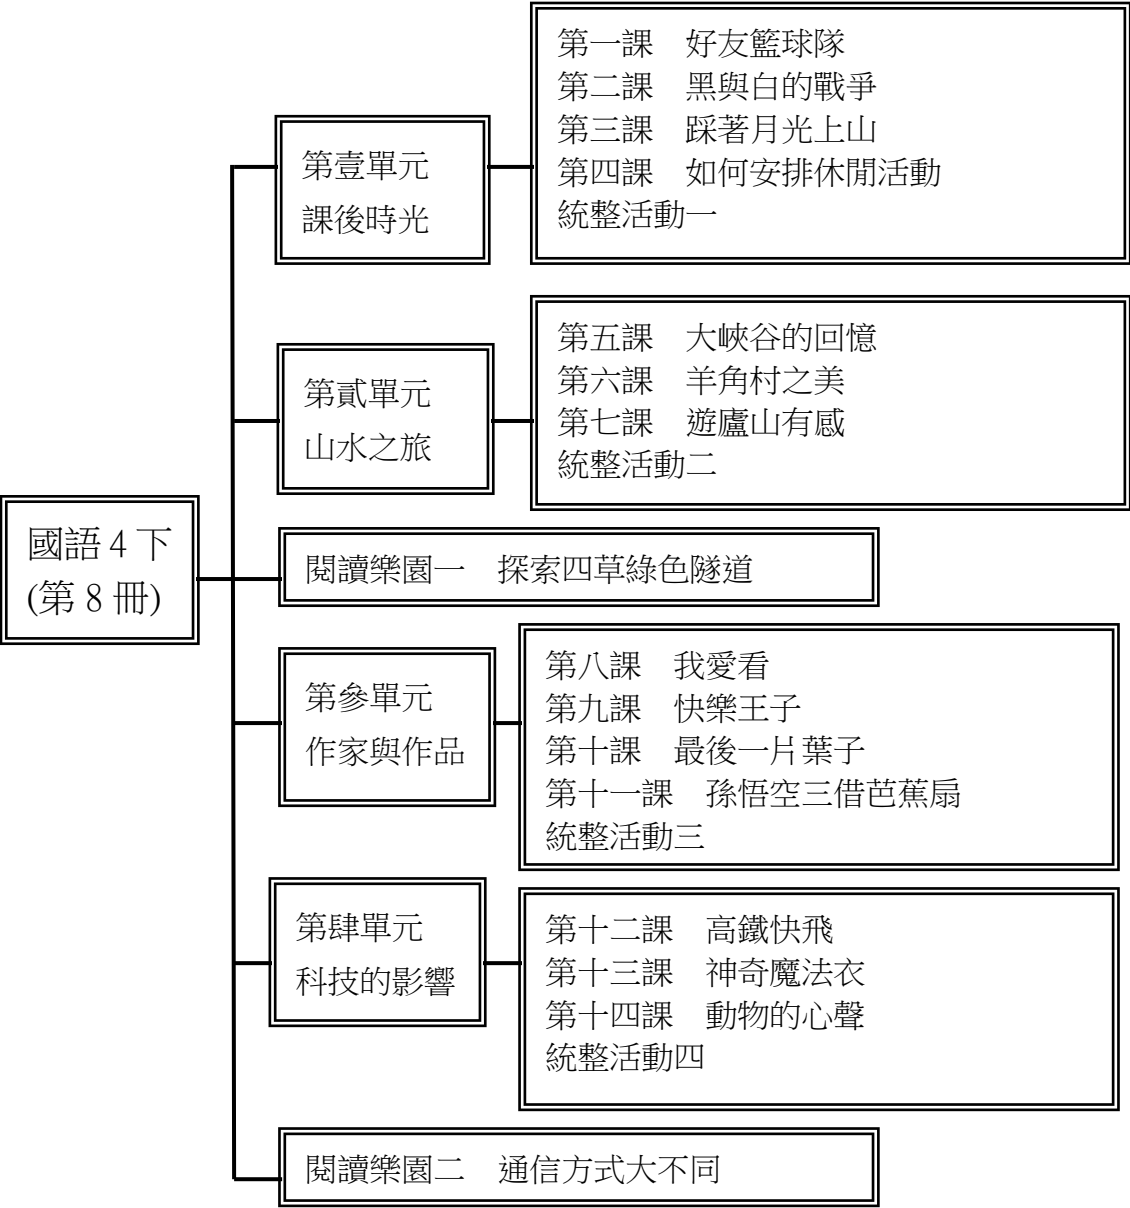 國語4下
(第8冊)
第壹單元
課後時光
第一課　好友籃球隊
第二課　黑與白的戰爭
第三課　踩著月光上山
第四課　如何安排休閒活動
統整活動一
第貳單元
山水之旅
第五課　大峽谷的回憶
第六課　羊角村之美
第七課　遊廬山有感
統整活動二
閱讀樂園一　探索四草綠色隧道
第參單元
作家與作品
第八課　我愛看
第九課　快樂王子
第十課　最後一片葉子
第十一課　孫悟空三借芭蕉扇
統整活動三
第肆單元
科技的影響
第十二課　高鐵快飛
第十三課　神奇魔法衣
第十四課　動物的心聲
統整活動四
閱讀樂園二　通信方式大不同